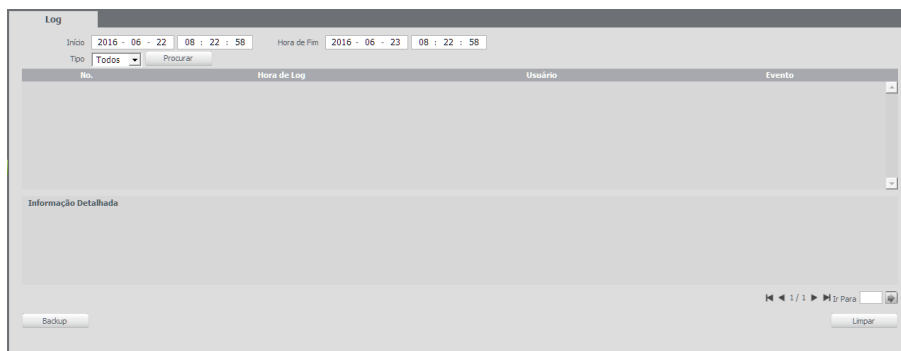 Log
Início 2016 - 06 - 22 08 : 22 : 58 Hora de Fim 2016 - 06 - 23 08 : 22 : 58
Tipo Todos Procurar
No. Hora de Log Usuário Evento
Informação Detalhada
1 / 1 Ir Para
Backup Limpar